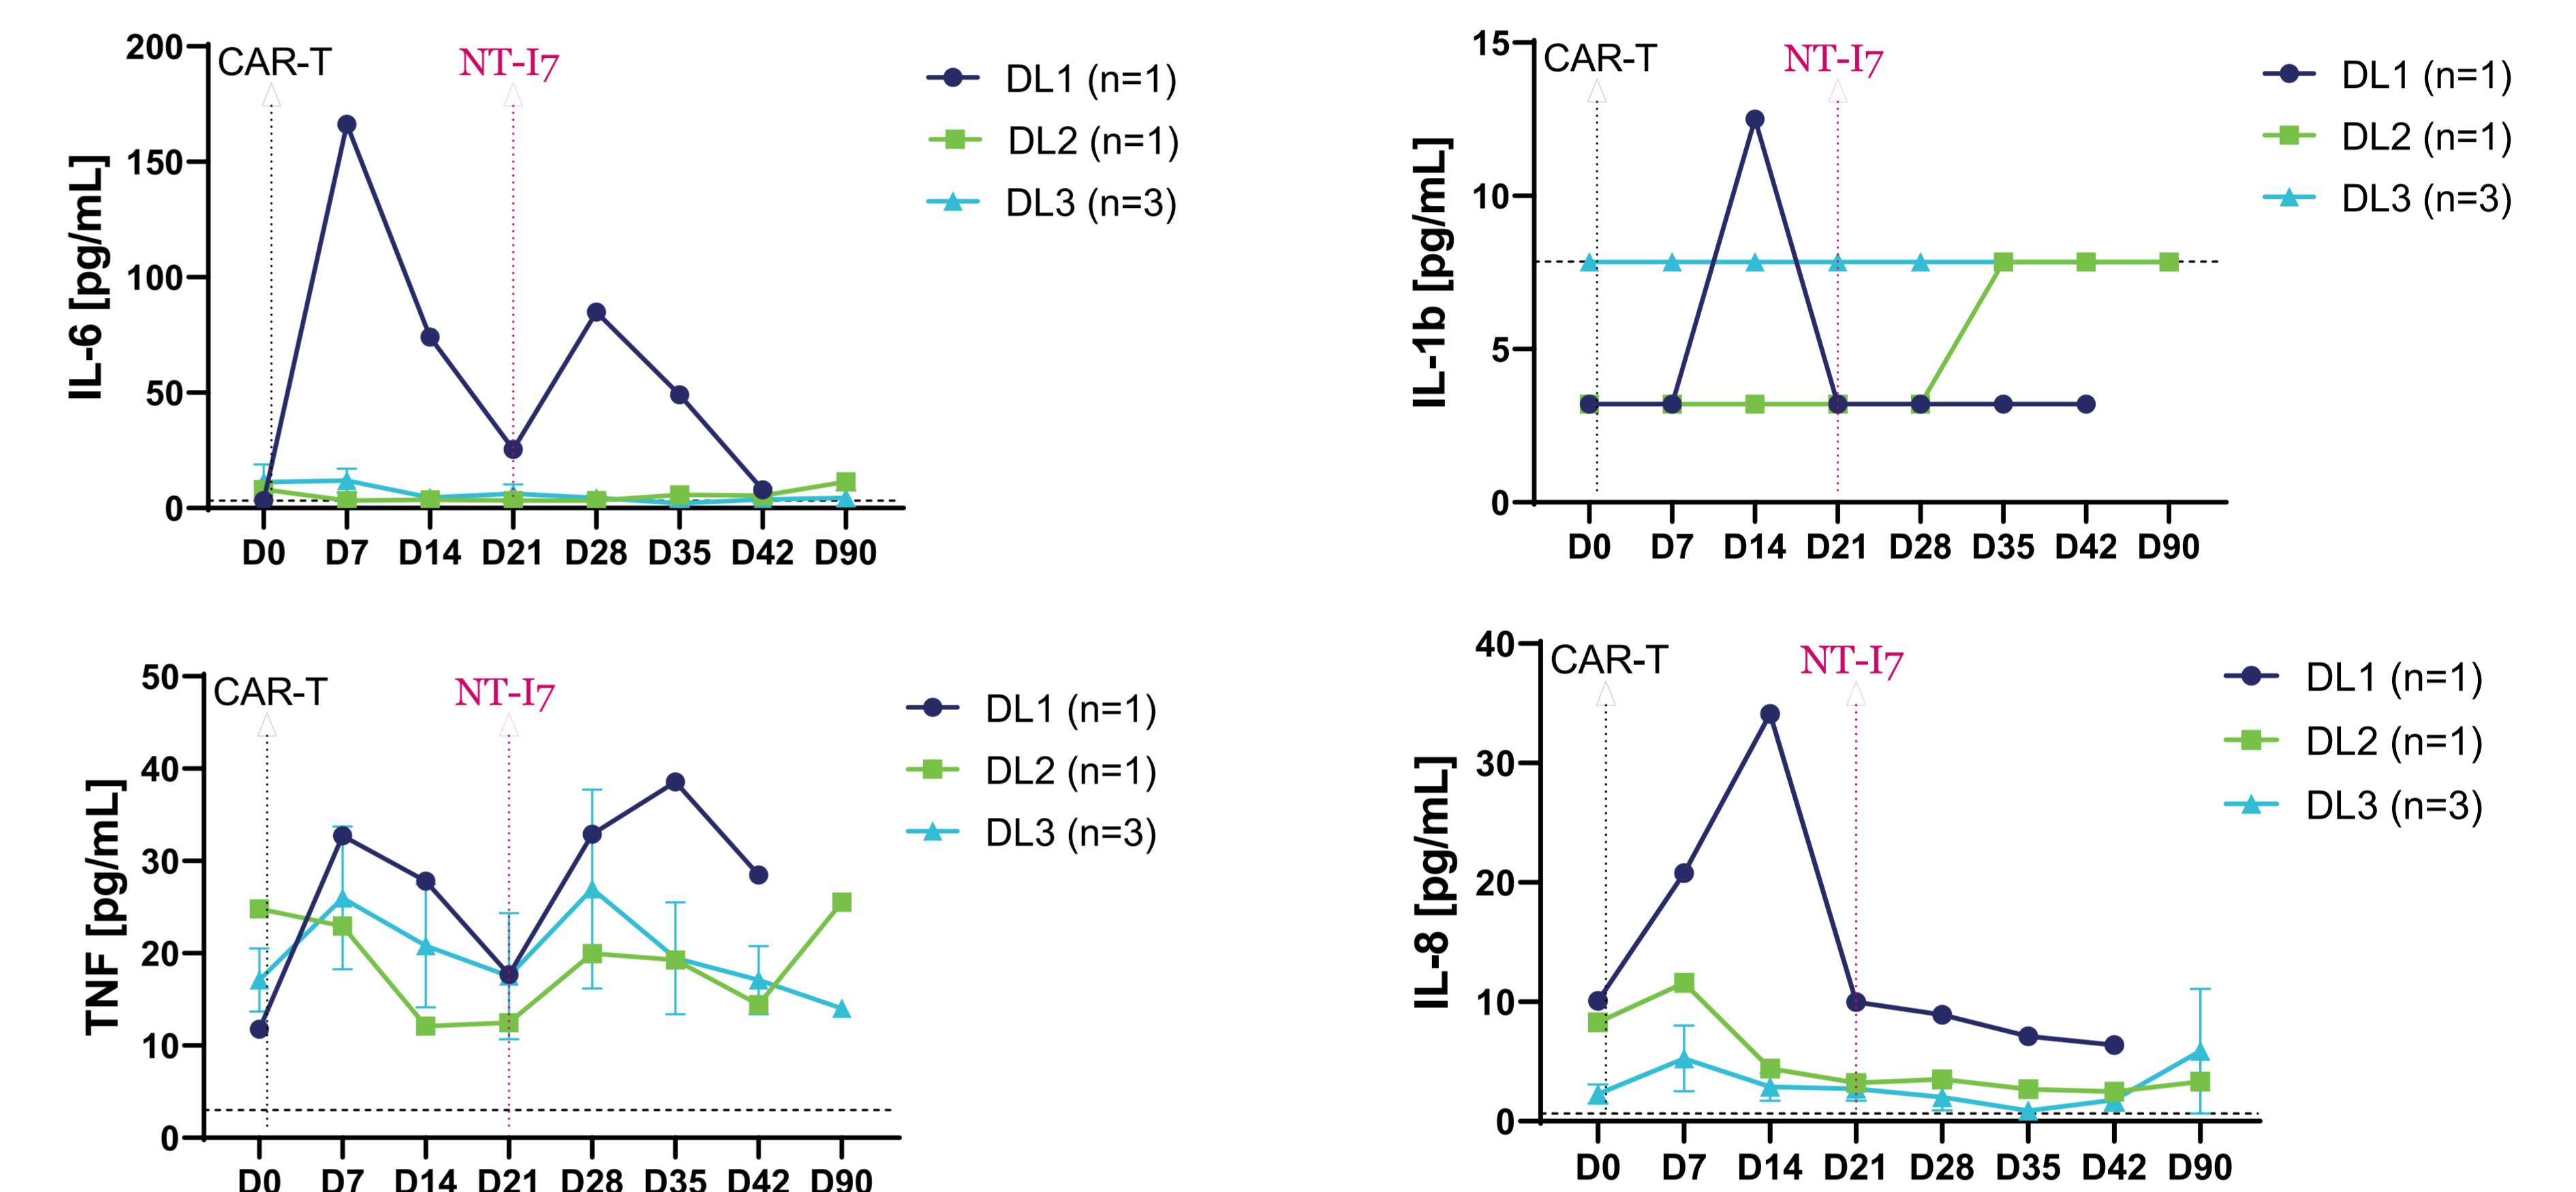 IL-6 [pg/mL]
200
150
100
50
0
CAR-T
NT-I7
DL1 (n=1)
DL2 (n=1)
DL3 (n=3)
D0 D7 D14 D21 D28 D35 D42 D90
IL-1b [pg/mL]
15
10
5
0
CAR-T
NT-I7
DL1 (n=1)
DL2 (n=1)
DL3 (n=3)
D0 D7 D14 D21 D28 D35 D42 D90
TNF [pg/mL]
50
40
30
20
10
0
CAR-T
NT-I7
DL1 (n=1)
DL2 (n=1)
DL3 (n=3)
D0 D7 D14 D21 D28 D35 D42 D90
IL-8 [pg/mL]
40
30
20
10
0
CAR-T
NT-I7
DL1 (n=1)
DL2 (n=1)
DL3 (n=3)
D0 D7 D14 D21 D28 D35 D42 D90